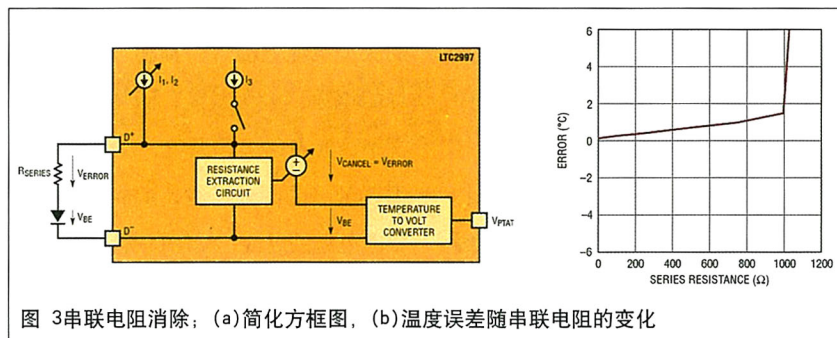 LTC2997
I₁, I₂
I₃
D⁺
RSERIES
VERROR
VBE
D⁻
RESISTANCE
EXTRACTION
CIRCUIT
VCANCEL = VERROR
VBE
TEMPERATURE
TO VOLT
CONVERTER
VPTAT
ERROR (°C)
6
4
2
0
−2
−4
−6
0
200
400
600
800
1000
1200
SERIES RESISTANCE (Ω)
图 3串联电阻消除；(a)简化方框图，(b)温度误差随串联电阻的变化